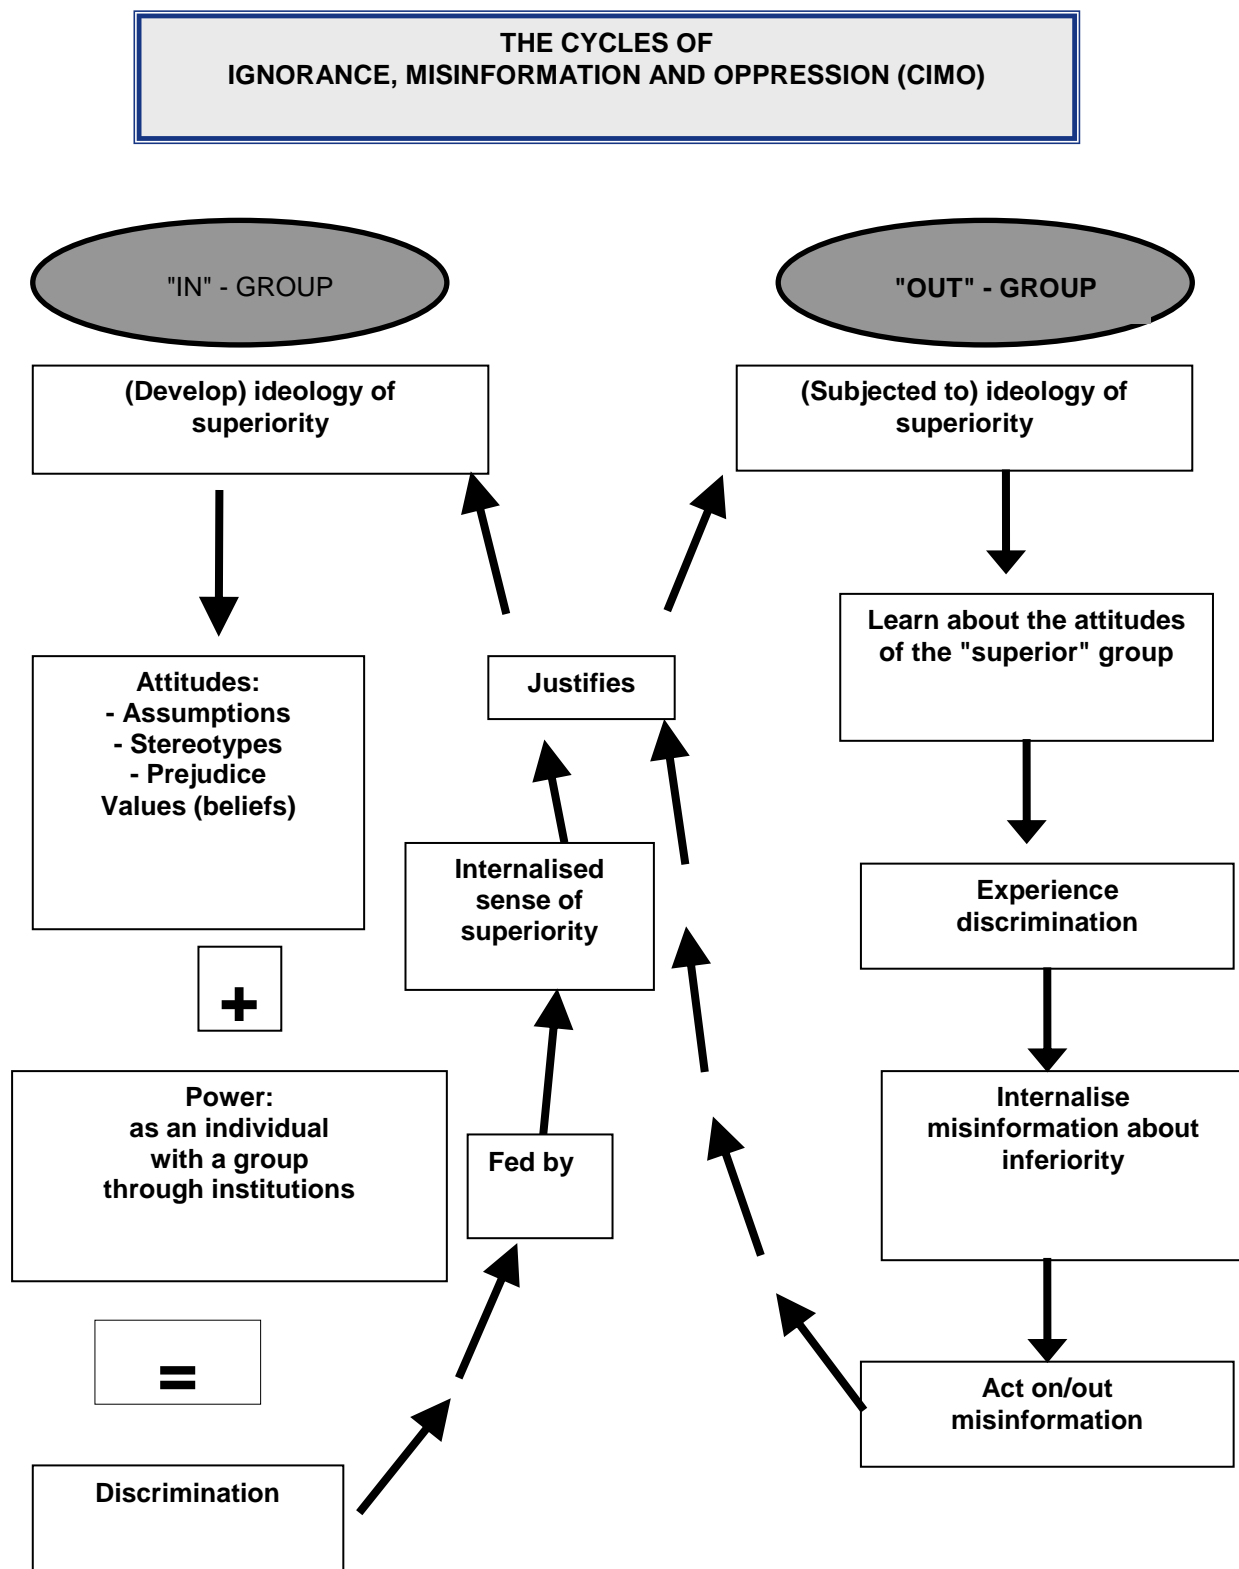 THE CYCLES OF
IGNORANCE, MISINFORMATION AND OPPRESSION (CIMO)
"IN" - GROUP
(Develop) ideology of
superiority
Attitudes:
- Assumptions
- Stereotypes
- Prejudice
Values (beliefs)
+
Power:
as an individual
with a group
through institutions
=
Discrimination
Fed by
Internalised
sense of
superiority
Justifies
"OUT" - GROUP
(Subjected to) ideology of
superiority
Learn about the attitudes
of the "superior" group
Experience
discrimination
Internalise
misinformation about
inferiority
Act on/out
misinformation